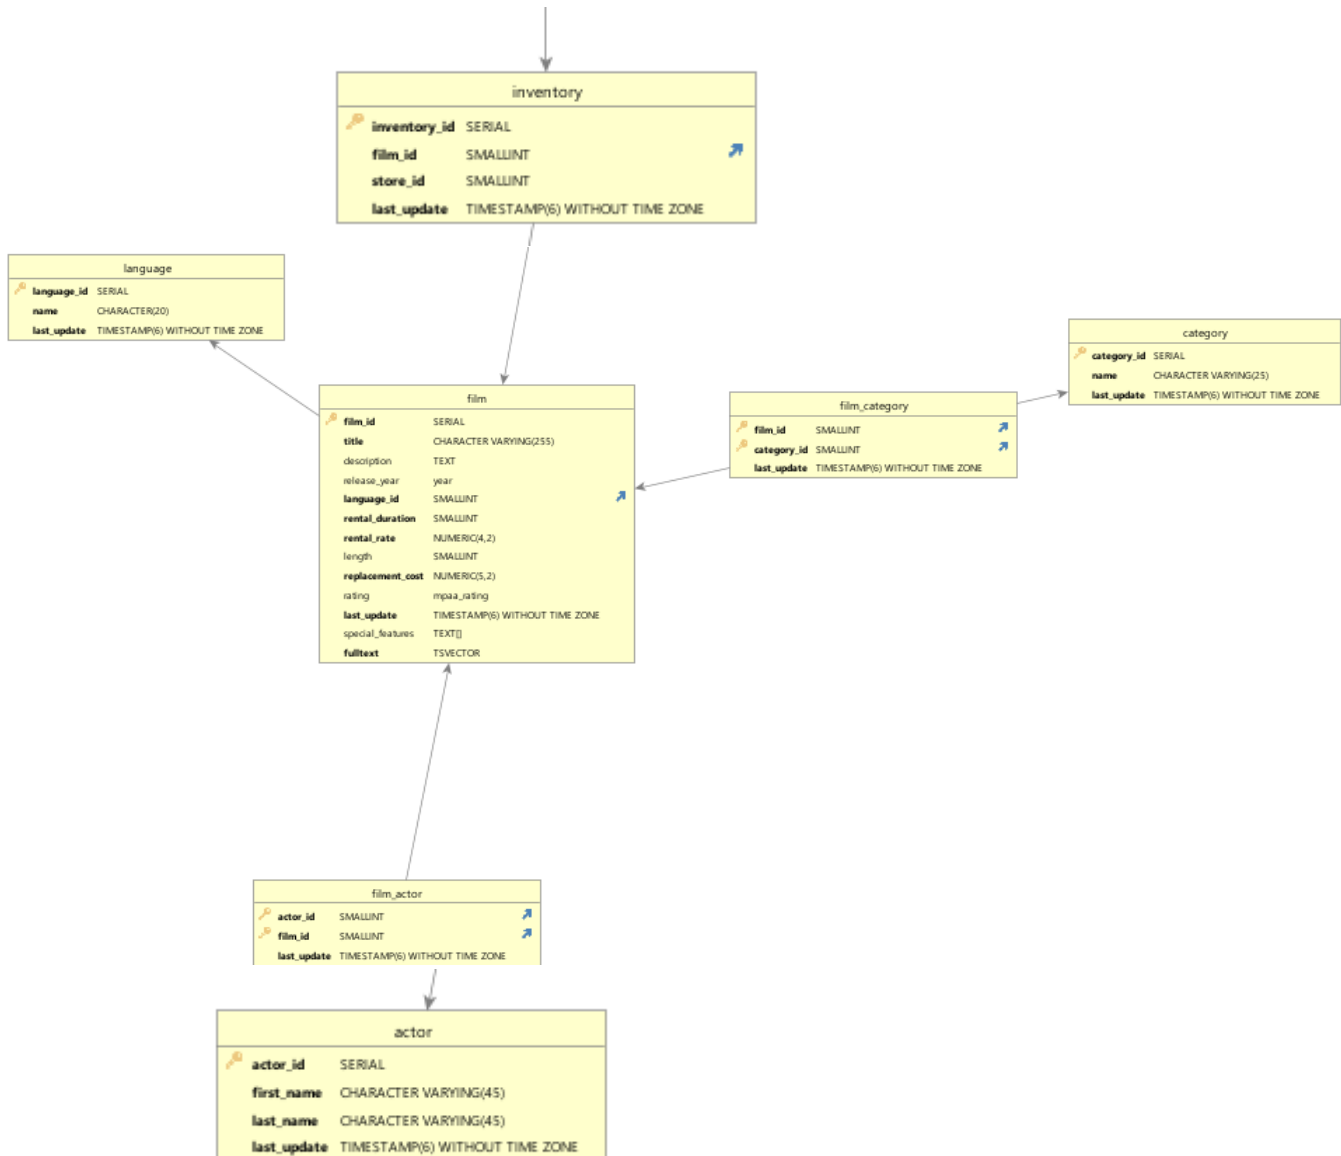 inventory
inventory_id SERIAL
film_id SMALLINT
store_id SMALLINT
last_update TIMESTAMP(6) WITHOUT TIME ZONE
language
language_id SERIAL
name CHARACTER(20)
last_update TIMESTAMP(6) WITHOUT TIME ZONE
category
category_id SERIAL
name CHARACTER VARYING(25)
last_update TIMESTAMP(6) WITHOUT TIME ZONE
film
film_id SERIAL
title CHARACTER VARYING(255)
description TEXT
release_year year
language_id SMALLINT
rental_duration SMALLINT
rental_rate NUMERIC(4,2)
length SMALLINT
replacement_cost NUMERIC(5,2)
rating mpaa_rating
last_update TIMESTAMP(6) WITHOUT TIME ZONE
special_features TEXT[]
fulltext TSVECTOR
film_category
film_id SMALLINT
category_id SMALLINT
last_update TIMESTAMP(6) WITHOUT TIME ZONE
film_actor
actor_id SMALLINT
film_id SMALLINT
last_update TIMESTAMP(6) WITHOUT TIME ZONE
actor
actor_id SERIAL
first_name CHARACTER VARYING(45)
last_name CHARACTER VARYING(45)
last_update TIMESTAMP(6) WITHOUT TIME ZONE